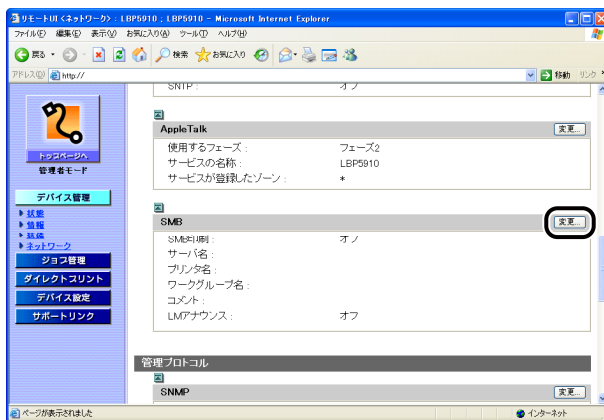 リモートUI <ネットワーク> : LBP5910 ; LBP5910 - Microsoft Internet Explorer
ファイル(F) 編集(E) 表示(V) お気に入り(A) ツール(T) ヘルプ(H)
戻る 検索 お気に入り
アドレス(D) http:// 移動 リンク
SNTP : オフ
AppleTalk 変更...
使用するフェーズ : フェーズ2
サービスの名称 : LBP5910
サービスが登録したゾーン : *
トップページへ
管理者モード
デバイス管理
状態
情報
装備
ネットワーク
ジョブ管理
ダイレクトプリント
デバイス設定
サポートリンク
SMB 変更...
SMB印刷 : オフ
サーバ名 :
プリンタ名 :
ワークグループ名 :
コメント :
LMアナウンス : オフ
管理プロトコル
SNMP 変更...
ページが表示されました インターネット